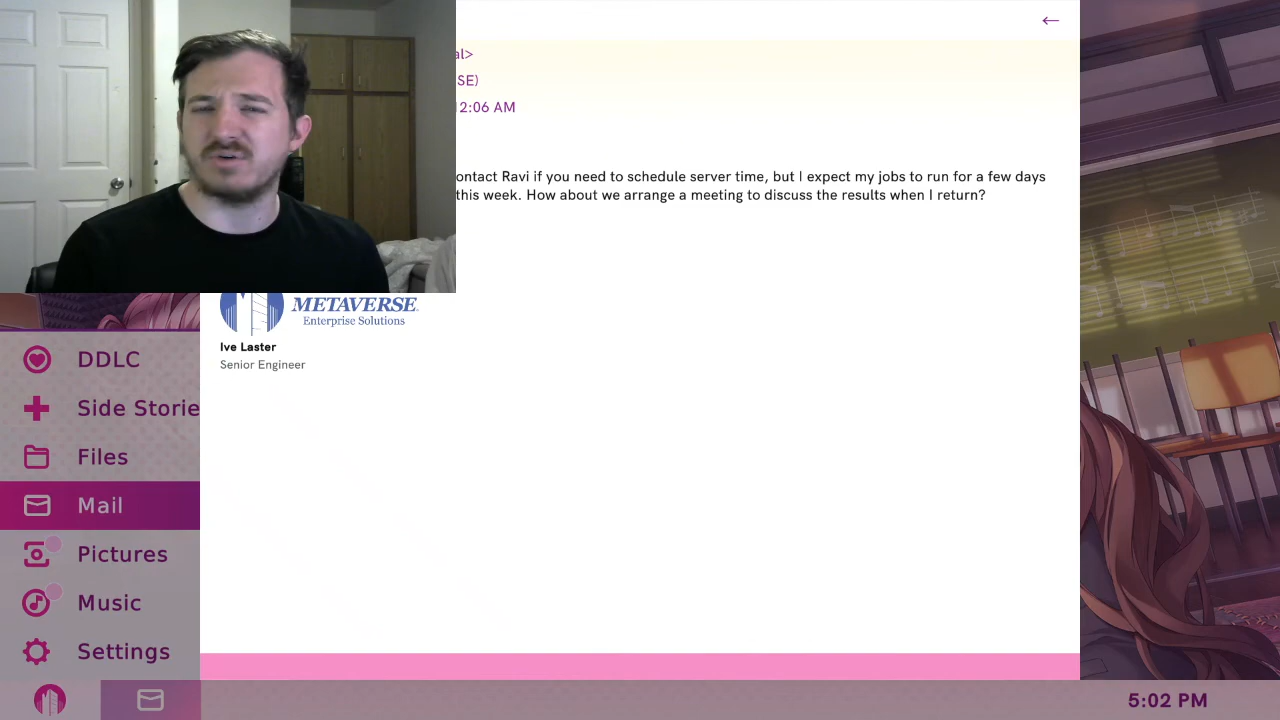 al>
SE)
2:06 AM
ontact Ravi if you need to schedule server time, but I expect my jobs to run for a few days
this week. How about we arrange a meeting to discuss the results when I return?
METAVERSE
Enterprise Solutions
Ive Laster
Senior Engineer
DDLC
Side Storie
Files
Mail
Pictures
Music
Settings
5:02 PM